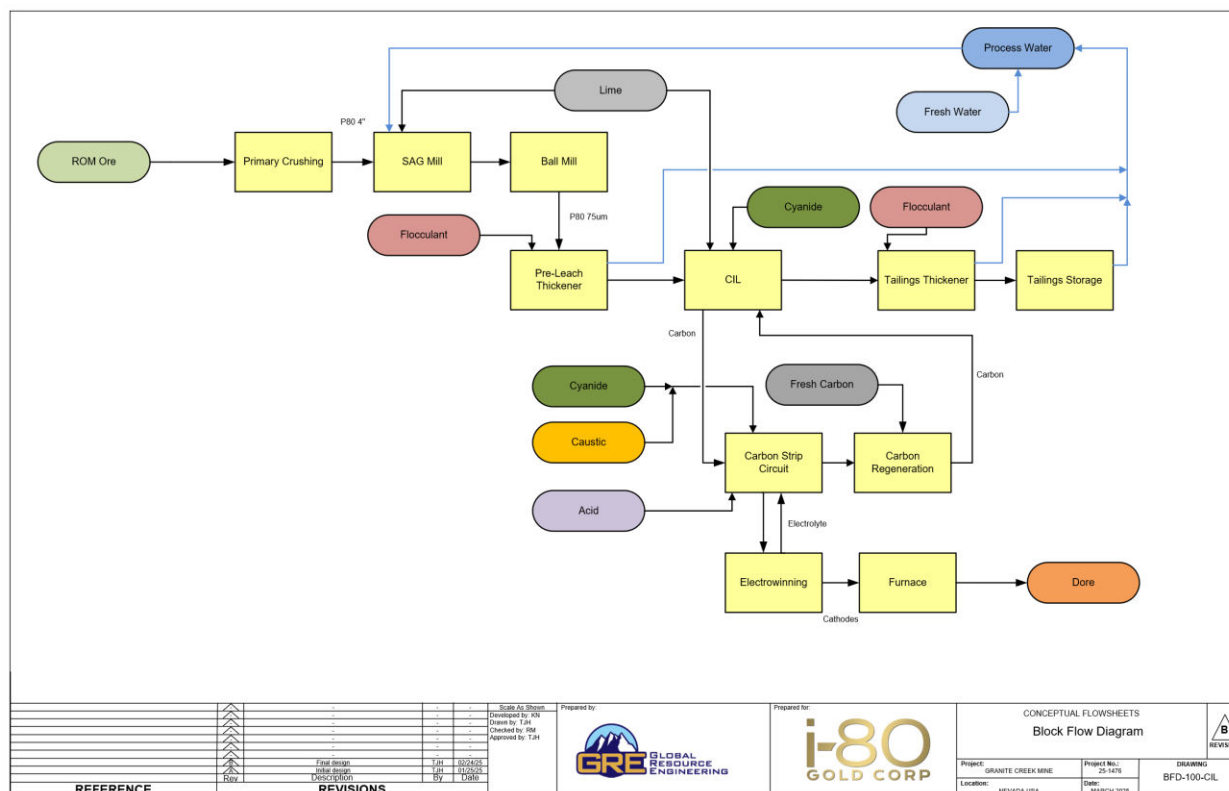 Process Water
Lime
Fresh Water
P80 4"
ROM Ore
Primary Crushing
SAG Mill
Ball Mill
Cyanide
Flocculant
P80 75um
Flocculant
Pre-Leach
Thickener
CIL
Tailings Thickener
Tailings Storage
Carbon
Carbon
Cyanide
Fresh Carbon
Caustic
Carbon Strip
Circuit
Carbon
Regeneration
Acid
Electrolyte
Electrowinning
Furnace
Dore
Cathodes
Scale As Shown
Developed by: KN
Drawn by: TJH
Checked by: RM
Approved by: TJH
Final design TJH 02/24/25
Initial design TJH 01/25/25
Rev Description By Date
REFERENCE REVISIONS
Prepared by:
GRE GLOBAL
RESOURCE
ENGINEERING
Prepared for:
i-80
GOLD CORP
CONCEPTUAL FLOWSHEETS
Block Flow Diagram
B
Project:
GRANITE CREEK MINE
Project No.:
25-1476
DRAWING
BFD-100-CIL
Location:
Date: